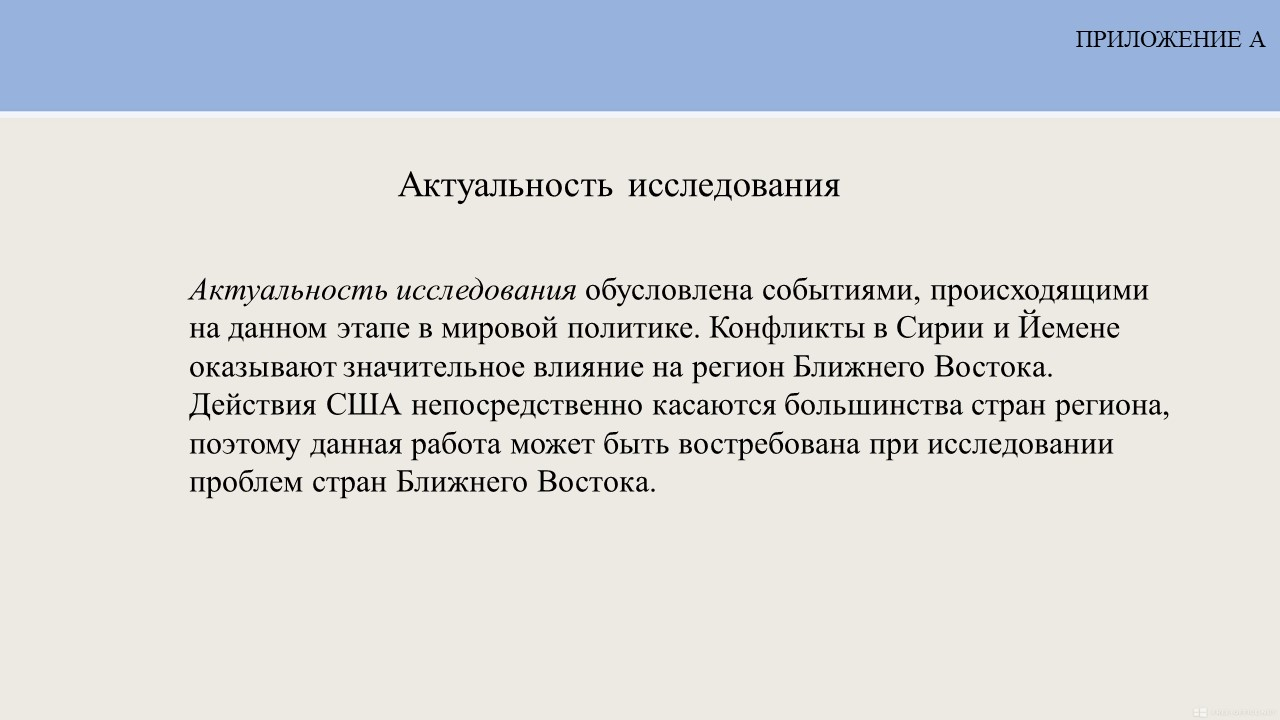 ПРИЛОЖЕНИЕ А
Актуальность исследования
Актуальность исследования обусловлена событиями, происходящими
на данном этапе в мировой политике. Конфликты в Сирии и Йемене
оказывают значительное влияние на регион Ближнего Востока.
Действия США непосредственно касаются большинства стран региона,
поэтому данная работа может быть востребована при исследовании
проблем стран Ближнего Востока.